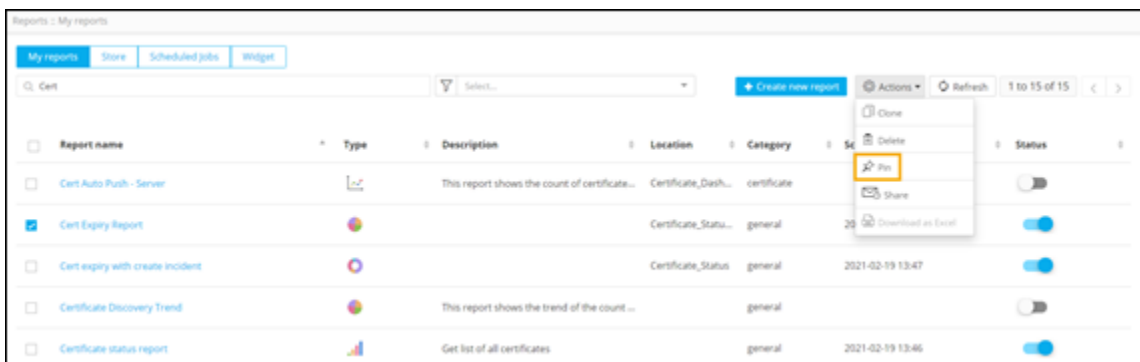 Reports :: My reports
My reports Store Scheduled Jobs Widget
Cert Select... + Create new report Actions Refresh 1 to 15 of 15 < >
Clone
Report name Type Description Location Category Delete Status
Pin
Cert Auto Push - Server This report shows the count of certificate... Certificate_Dash... certificate
Share
Cert Expiry Report Certificate_Statu... general 20 Download as Excel
Cert expiry with create incident Certificate_Status general 2021-02-19 13:47
Certificate Discovery Trend This report shows the trend of the count ... general
Certificate status report Get list of all certificates general 2021-02-19 13:46